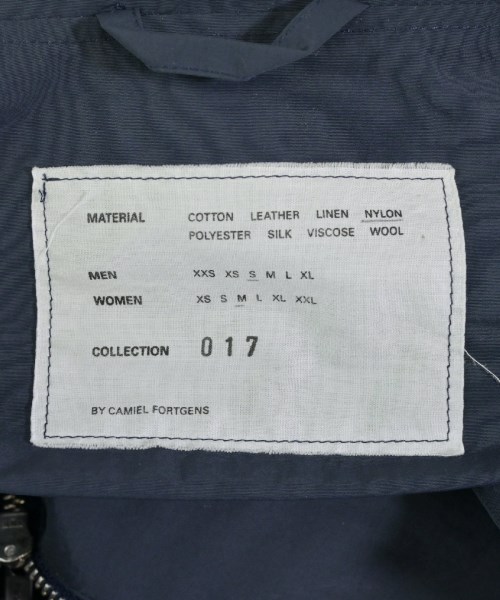 MATERIAL COTTON LEATHER LINEN NYLON
POLYESTER SILK VISCOSE WOOL
MEN XXS XS S M L XL
WOMEN XS S M L XL XXL
COLLECTION 017
BY CAMIEL FORTGENS